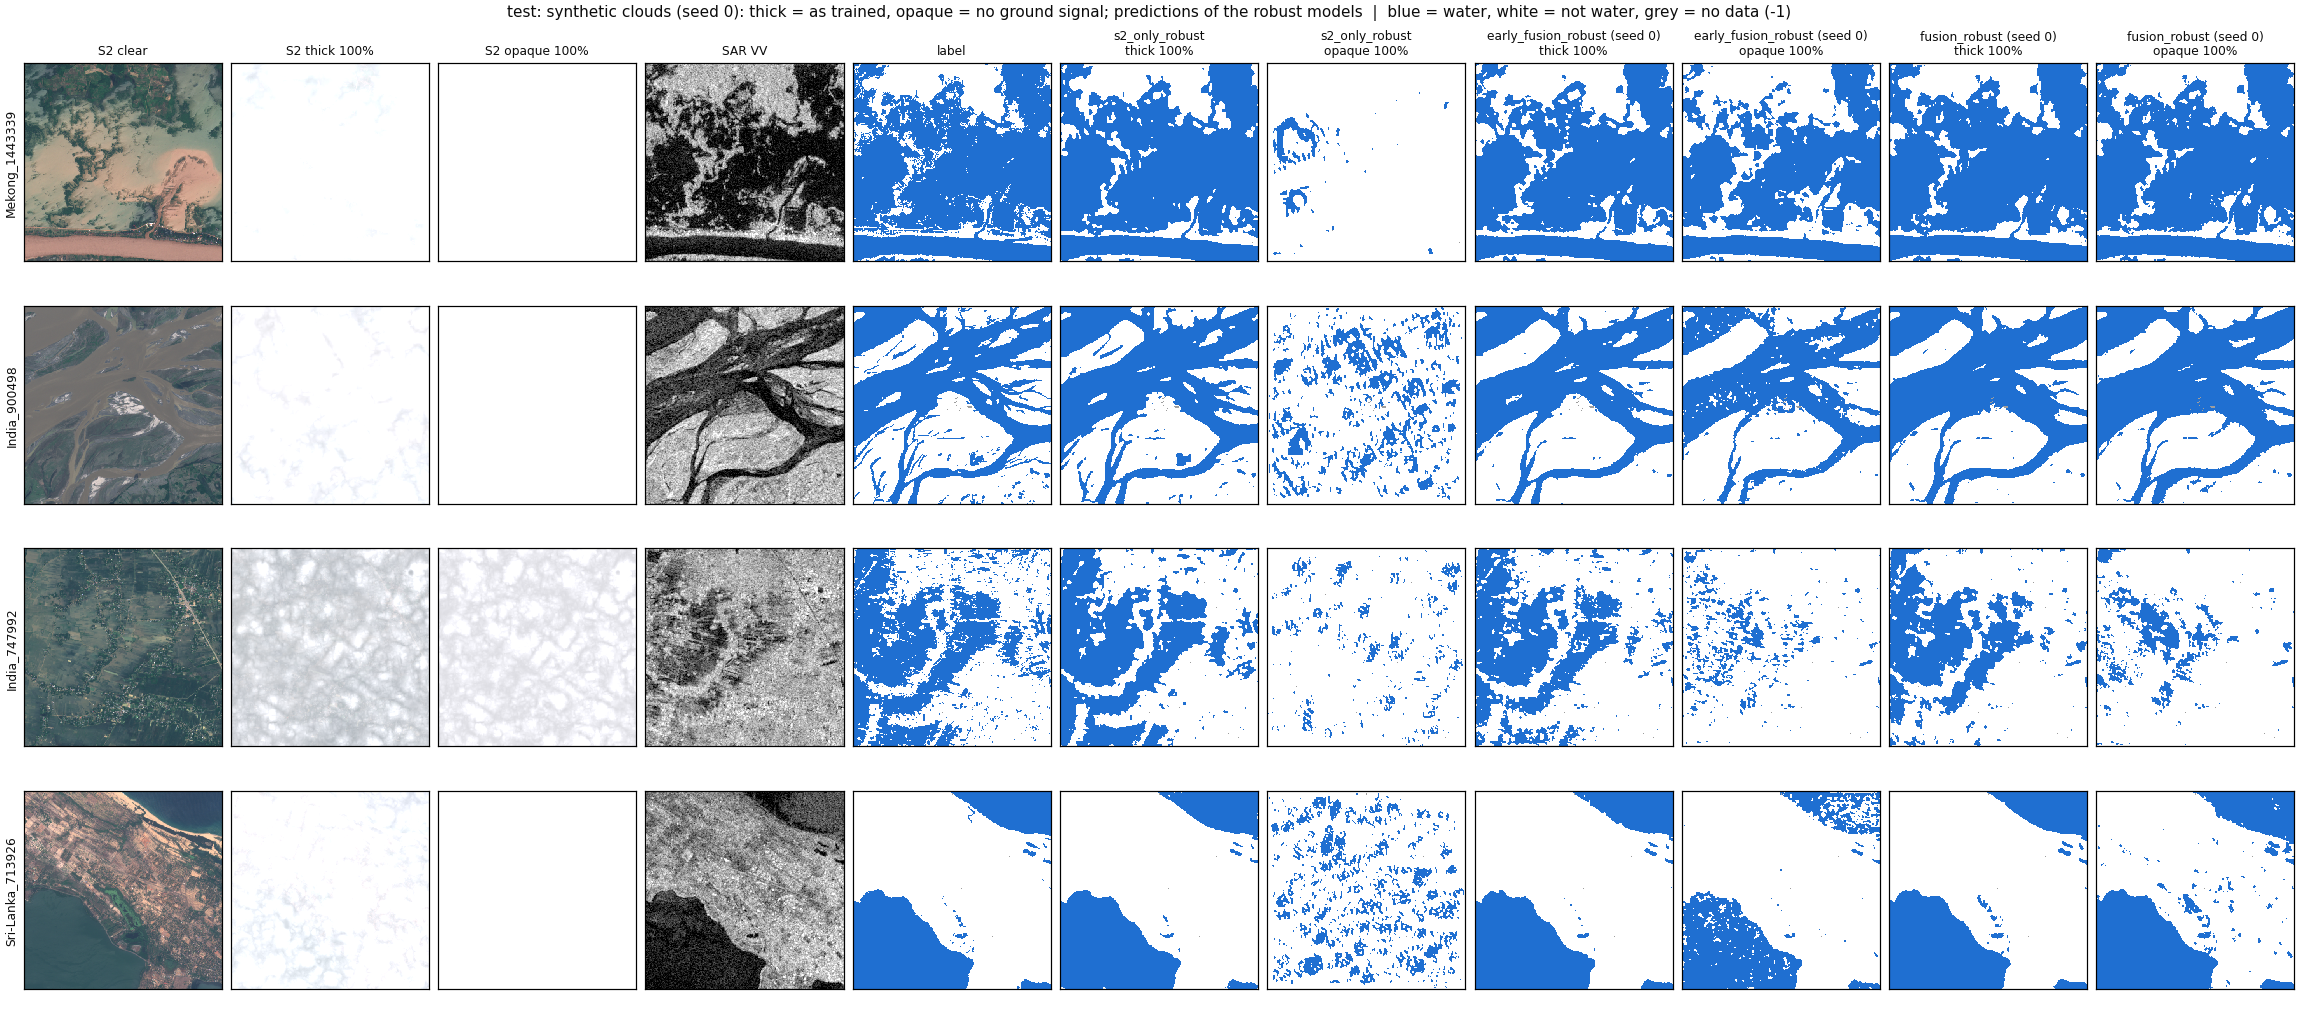 test: synthetic clouds (seed 0): thick = as trained, opaque = no ground signal; predictions of the robust models | blue = water, white = not water, grey = no data (-1)
S2 clear
S2 thick 100%
S2 opaque 100%
SAR VV
label
s2_only_robust
thick 100%
s2_only_robust
opaque 100%
early_fusion_robust (seed 0)
thick 100%
early_fusion_robust (seed 0)
opaque 100%
fusion_robust (seed 0)
thick 100%
fusion_robust (seed 0)
opaque 100%
Mekong_1443339
India_900498
India_747992
Sri-Lanka_713926